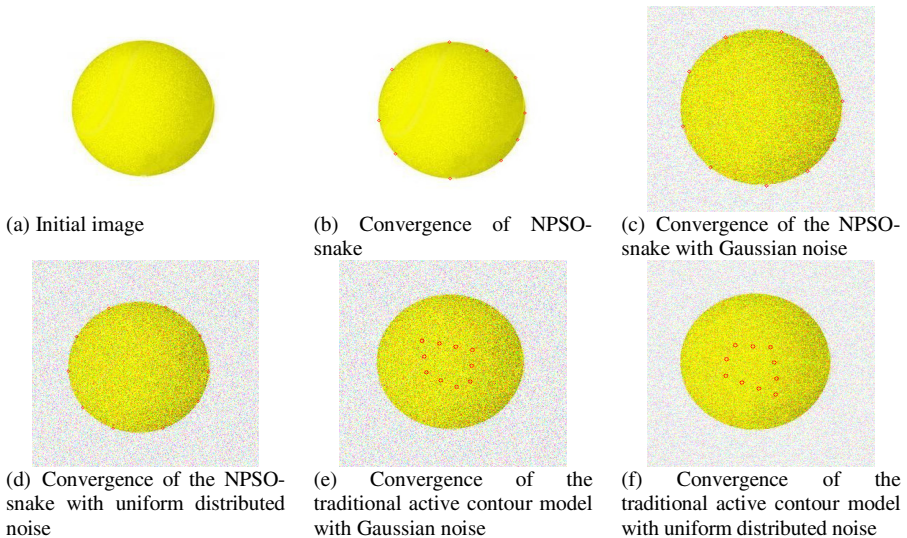 (a) Initial image
(b) Convergence of NPSO-
snake
(c) Convergence of the NPSO-
snake with Gaussian noise
(d) Convergence of the NPSO-
snake with uniform distributed
noise
(e) Convergence of the
traditional active contour model
with Gaussian noise
(f) Convergence of the
traditional active contour model
with uniform distributed noise